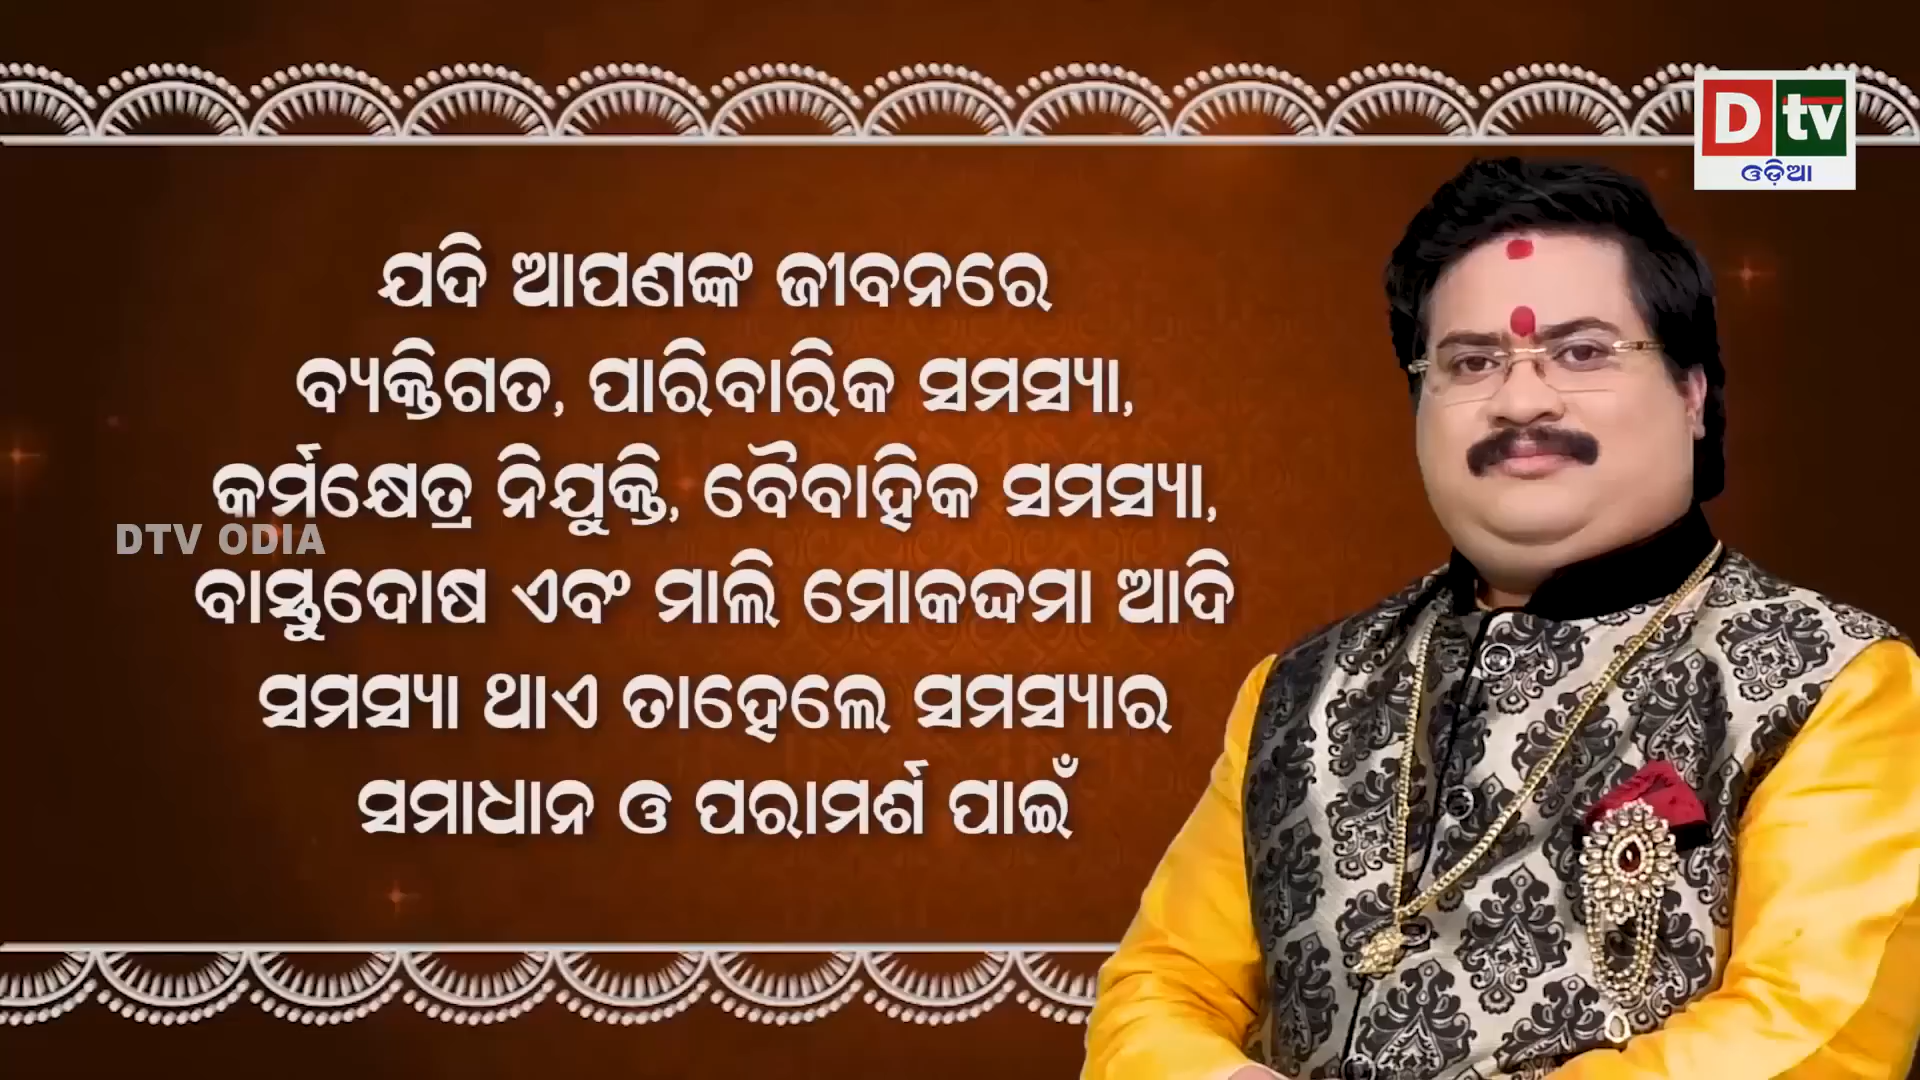 D tv
ଓଡ଼ିଆ
ଯଦି ଆପଣଙ୍କ ଜୀବନରେ
ବ୍ୟକ୍ତିଗତ, ପାରିବାରିକ ସମସ୍ୟା,
କର୍ମକ୍ଷେତ୍ର ନିଯୁକ୍ତି, ବୈବାହିକ ସମସ୍ୟା,
DTV ODIA
ବାସ୍ତୁଦୋଷ ଏବଂ ମାଲି ମୋକଦ୍ଦମା ଆଦି
ସମସ୍ୟା ଥାଏ ତାହେଲେ ସମସ୍ୟାର
ସମାଧାନ ଓ ପରାମର୍ଶ ପାଇଁ